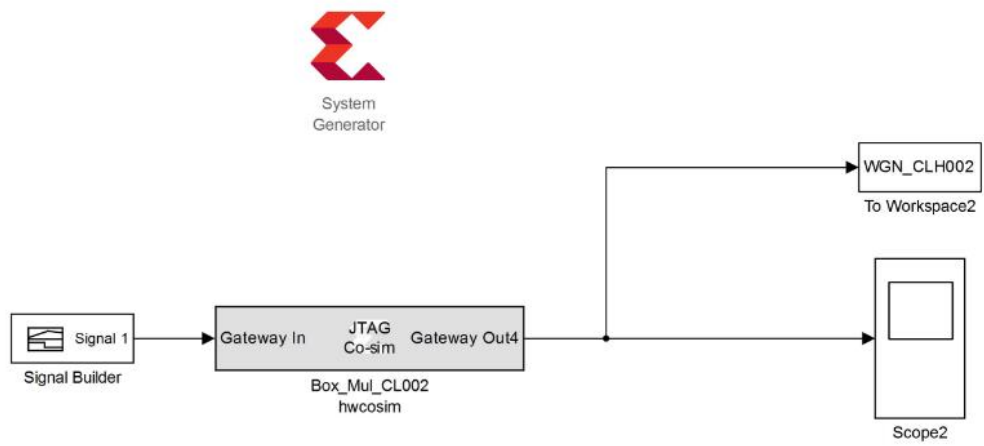 System
Generator
WGN_CLH002
To Workspace2
Signal 1
Signal Builder
Gateway In
JTAG
Co-sim
Gateway Out4
Box_Mul_CL002
hwcosim
Scope2